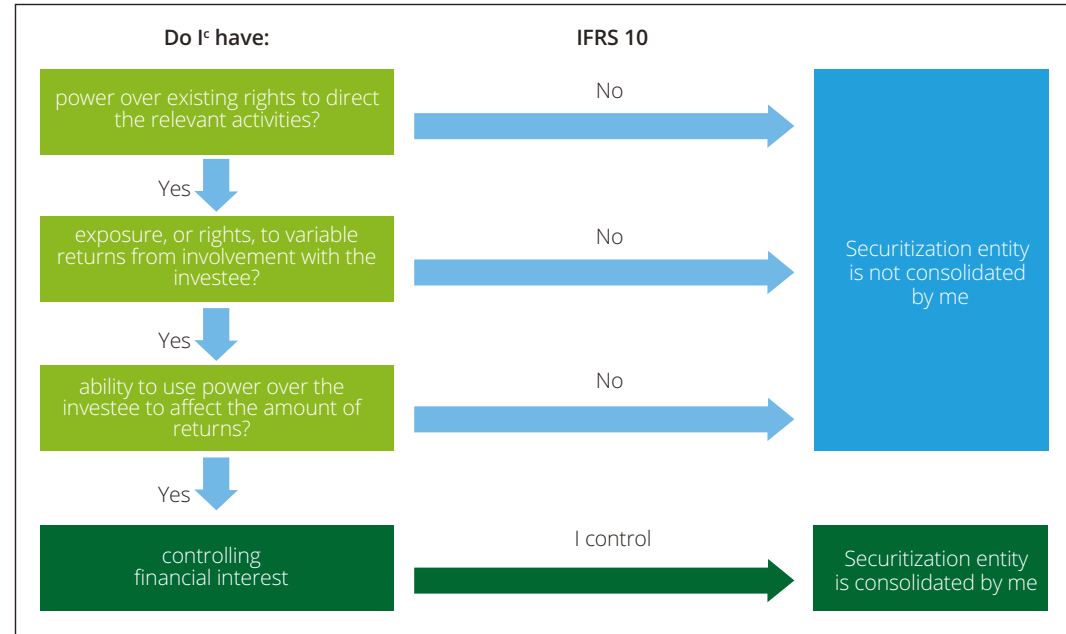 Do Iᶜ have:
IFRS 10
power over existing rights to direct
the relevant activities?
No
Yes
exposure, or rights, to variable
returns from involvement with the
investee?
No
Securitization entity
is not consolidated
by me
Yes
ability to use power over the
investee to affect the amount of
returns?
No
Yes
controlling
financial interest
I control
Securitization entity
is consolidated by me